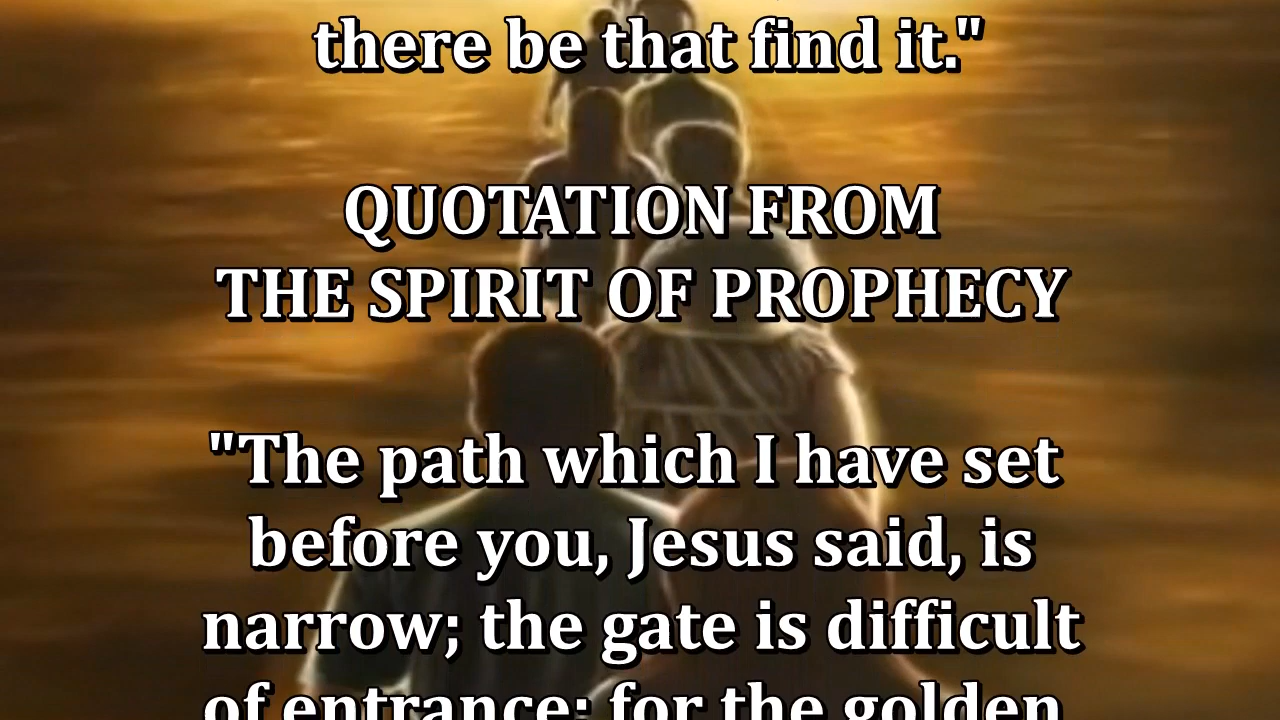 there be that find it."
QUOTATION FROM
THE SPIRIT OF PROPHECY
"The path which I have set
before you, Jesus said, is
narrow; the gate is difficult
of entrance; for the golden